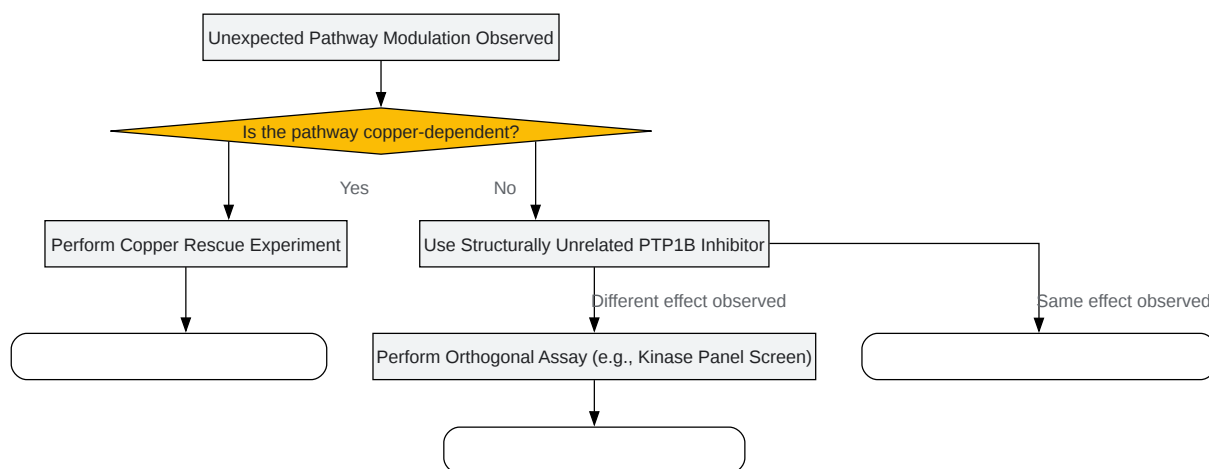 Unexpected Pathway Modulation Observed
Is the pathway copper-dependent?
Yes
No
Perform Copper Rescue Experiment
Use Structurally Unrelated PTP1B Inhibitor
Different effect observed
Same effect observed
Perform Orthogonal Assay (e.g., Kinase Panel Screen)